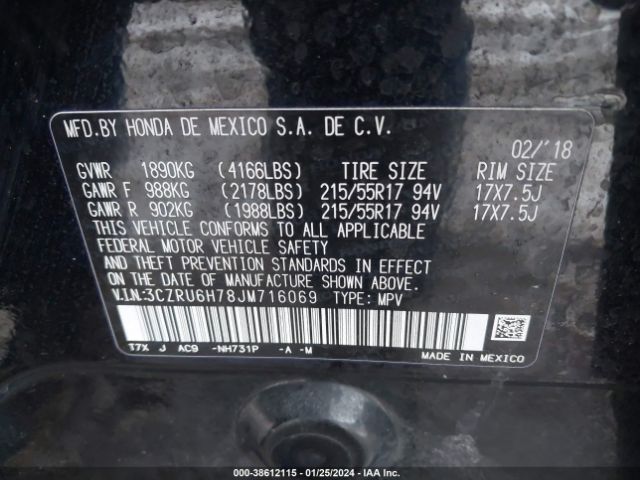 MFD.BY HONDA DE MEXICO S.A. DE C.V.
02/'18
GVWR 1890KG (4166LBS) TIRE SIZE RIM SIZE
GAWR F 988KG (2178LBS) 215/55R17 94V 17X7.5J
GAWR R 902KG (1988LBS) 215/55R17 94V 17X7.5J
THIS VEHICLE CONFORMS TO ALL APPLICABLE
FEDERAL MOTOR VEHICLE SAFETY
AND THEFT PREVENTION STANDARDS IN EFFECT
ON THE DATE OF MANUFACTURE SHOWN ABOVE.
V.I.N:3CZRU6H78JM716069 TYPE: MPV
T7X J AC9 -NH731P -A -M
MADE IN MEXICO
000-38612115 - 01/25/2024 - IAA Inc.